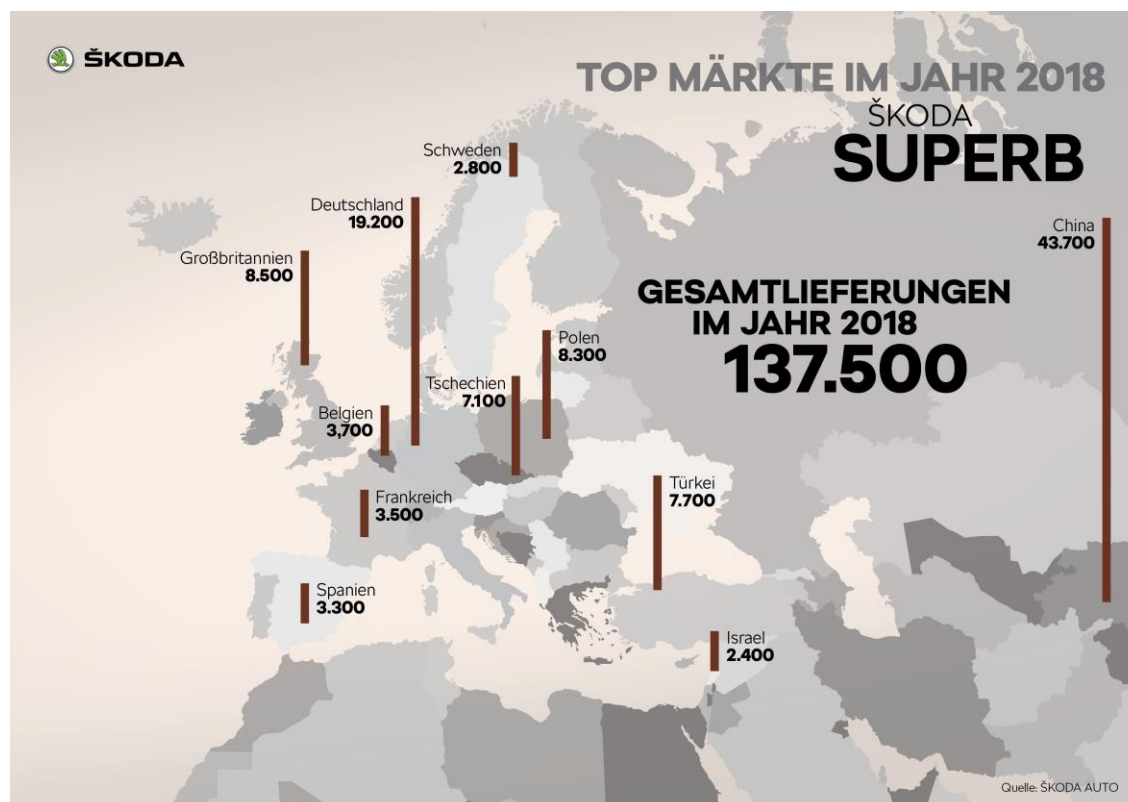 ŠKODA
TOP MÄRKTE IM JAHR 2018
ŠKODA
SUPERB
Schweden
2.800
Deutschland
19.200
China
43.700
Großbritannien
8.500
GESAMTLIEFERUNGEN
IM JAHR 2018
137.500
Polen
8.300
Tschechien
7.100
Belgien
3,700
Frankreich
3.500
Türkei
7.700
Spanien
3.300
Israel
2.400
Quelle: ŠKODA AUTO